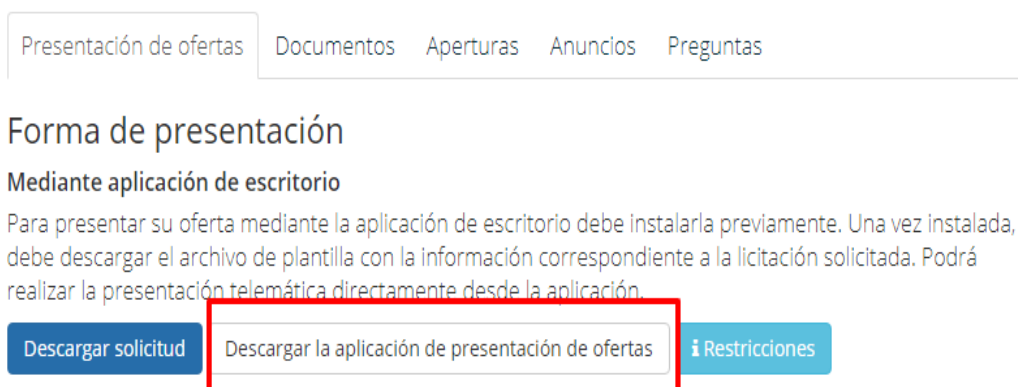 Presentación de ofertas Documentos Aperturas Anuncios Preguntas
Forma de presentación
Mediante aplicación de escritorio
Para presentar su oferta mediante la aplicación de escritorio debe instalarla previamente. Una vez instalada,
debe descargar el archivo de plantilla con la información correspondiente a la licitación solicitada. Podrá
realizar la presentación telemática directamente desde la aplicación.
Descargar solicitud Descargar la aplicación de presentación de ofertas i Restricciones